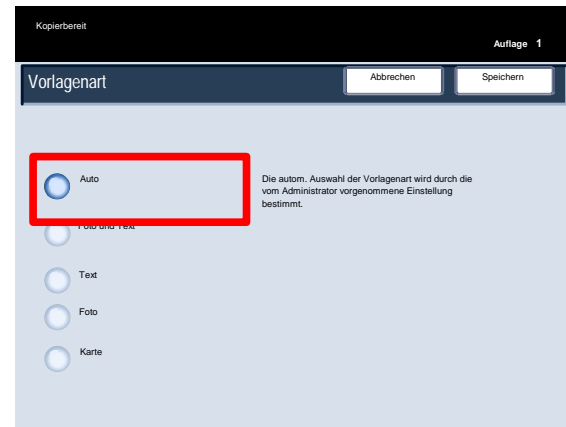 Kopierbereit
Auflage 1
Vorlagenart
Abbrechen
Speichern
Auto
Die autom. Auswahl der Vorlagenart wird durch die
vom Administrator vorgenommene Einstellung
bestimmt.
Foto und Text
Text
Foto
Karte